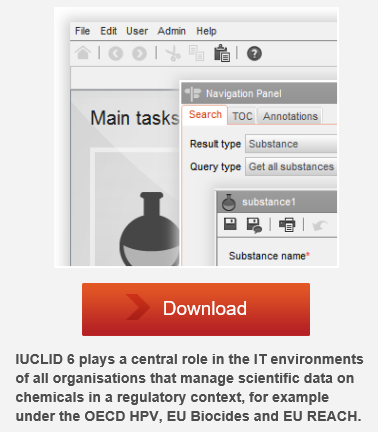 File Edit User Admin Help
Navigation Panel
Search TOC Annotations
Main tasks
Result type Substance
Query type Get all substances
substance1
Substance name*
Download
IUCLID 6 plays a central role in the IT environments
of all organisations that manage scientific data on
chemicals in a regulatory context, for example
under the OECD HPV, EU Biocides and EU REACH.